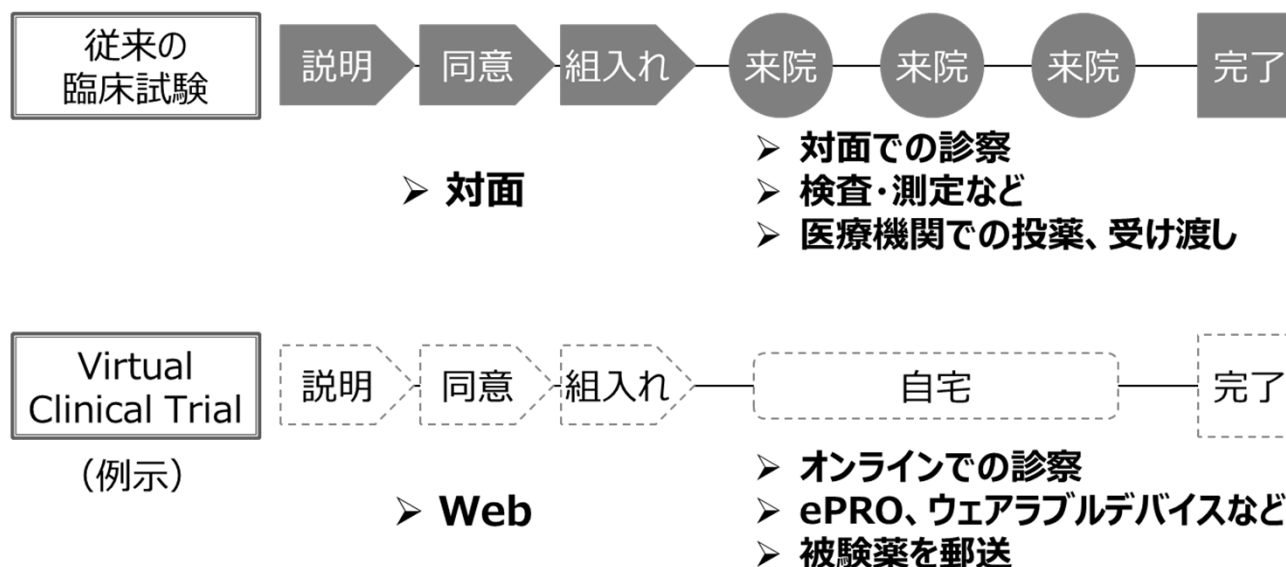 従来の
臨床試験
説明
同意
組入れ
来院
来院
来院
完了
➢ 対面
➢ 対面での診察
➢ 検査・測定など
➢ 医療機関での投薬、受け渡し
Virtual
Clinical Trial
（例示）
説明
同意
組入れ
自宅
完了
➢ Web
➢ オンラインでの診察
➢ ePRO、ウェアラブルデバイスなど
➢ 被験薬を郵送